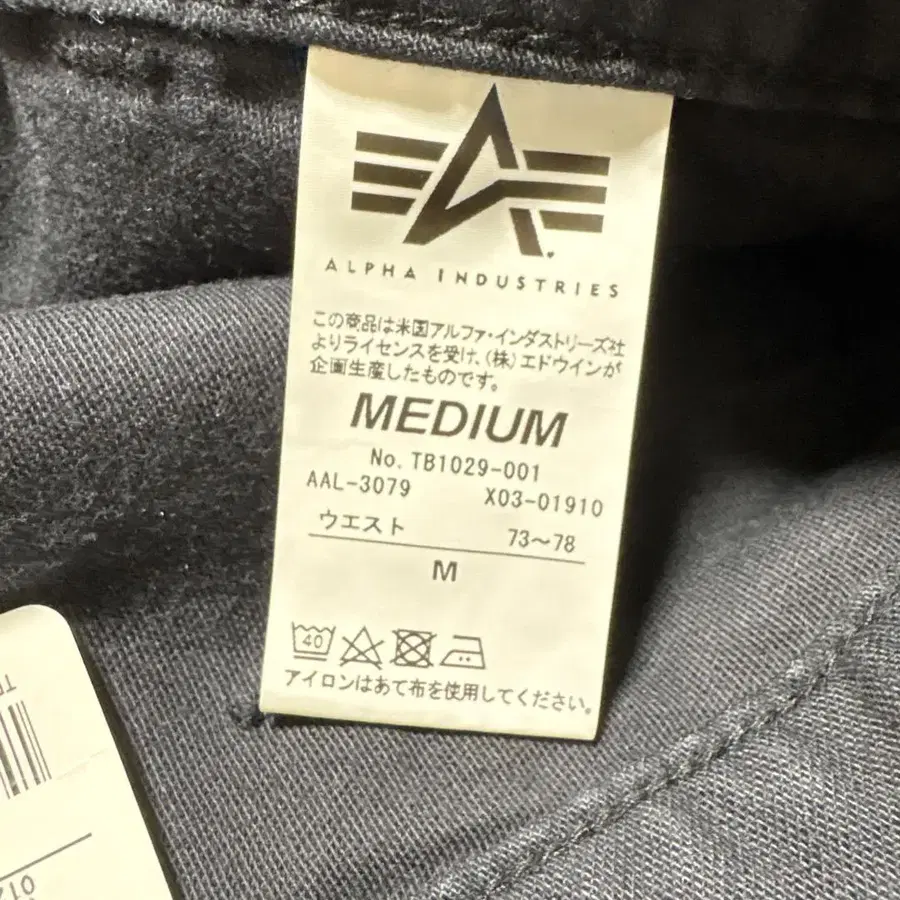 ALPHA INDUSTRIES
この商品は米国アルファ・インダストリーズ社
よりライセンスを受け、(株)エドウインが
企画生産したものです。
MEDIUM
No. TB1029-001
AAL-3079 X03-01910
ウエスト 73～78
M
40
アイロンはあて布を使用してください。